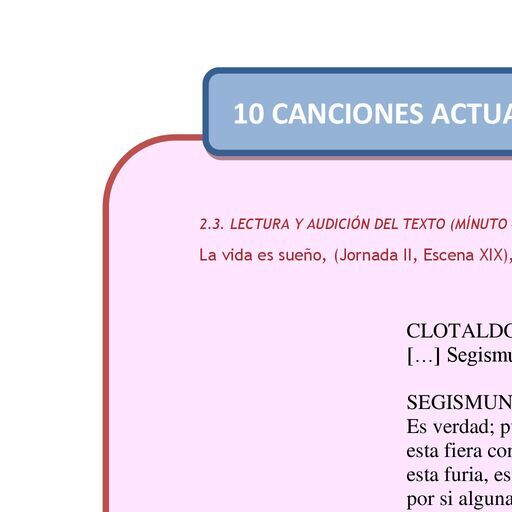 10 CANCIONES ACTUA
2.3. LECTURA Y AUDICIÓN DEL TEXTO (MÍNUTO
La vida es sueño, (Jornada II, Escena XIX),
CLOTALDO
[…] Segismu
SEGISMUN
Es verdad; p
esta fiera con
esta furia, es
por si alguna